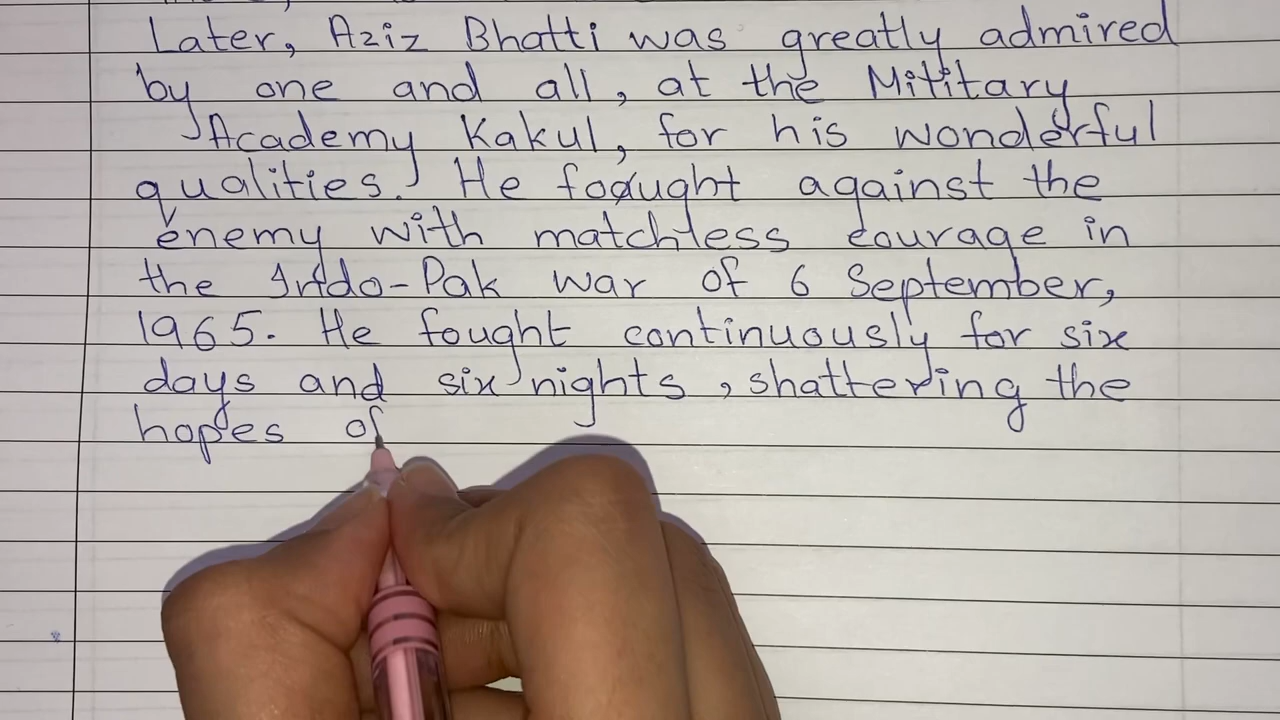 Later, Aziz Bhatti was greatly admired
by one and all, at the Mititary
Academy Kakul, for his wonderful
qualities. He foought against the
enemy with matchless courage in
the Indo-Pak war of 6 September,
1965. He fought continuously for six
days and six nights, shattering the
hopes of